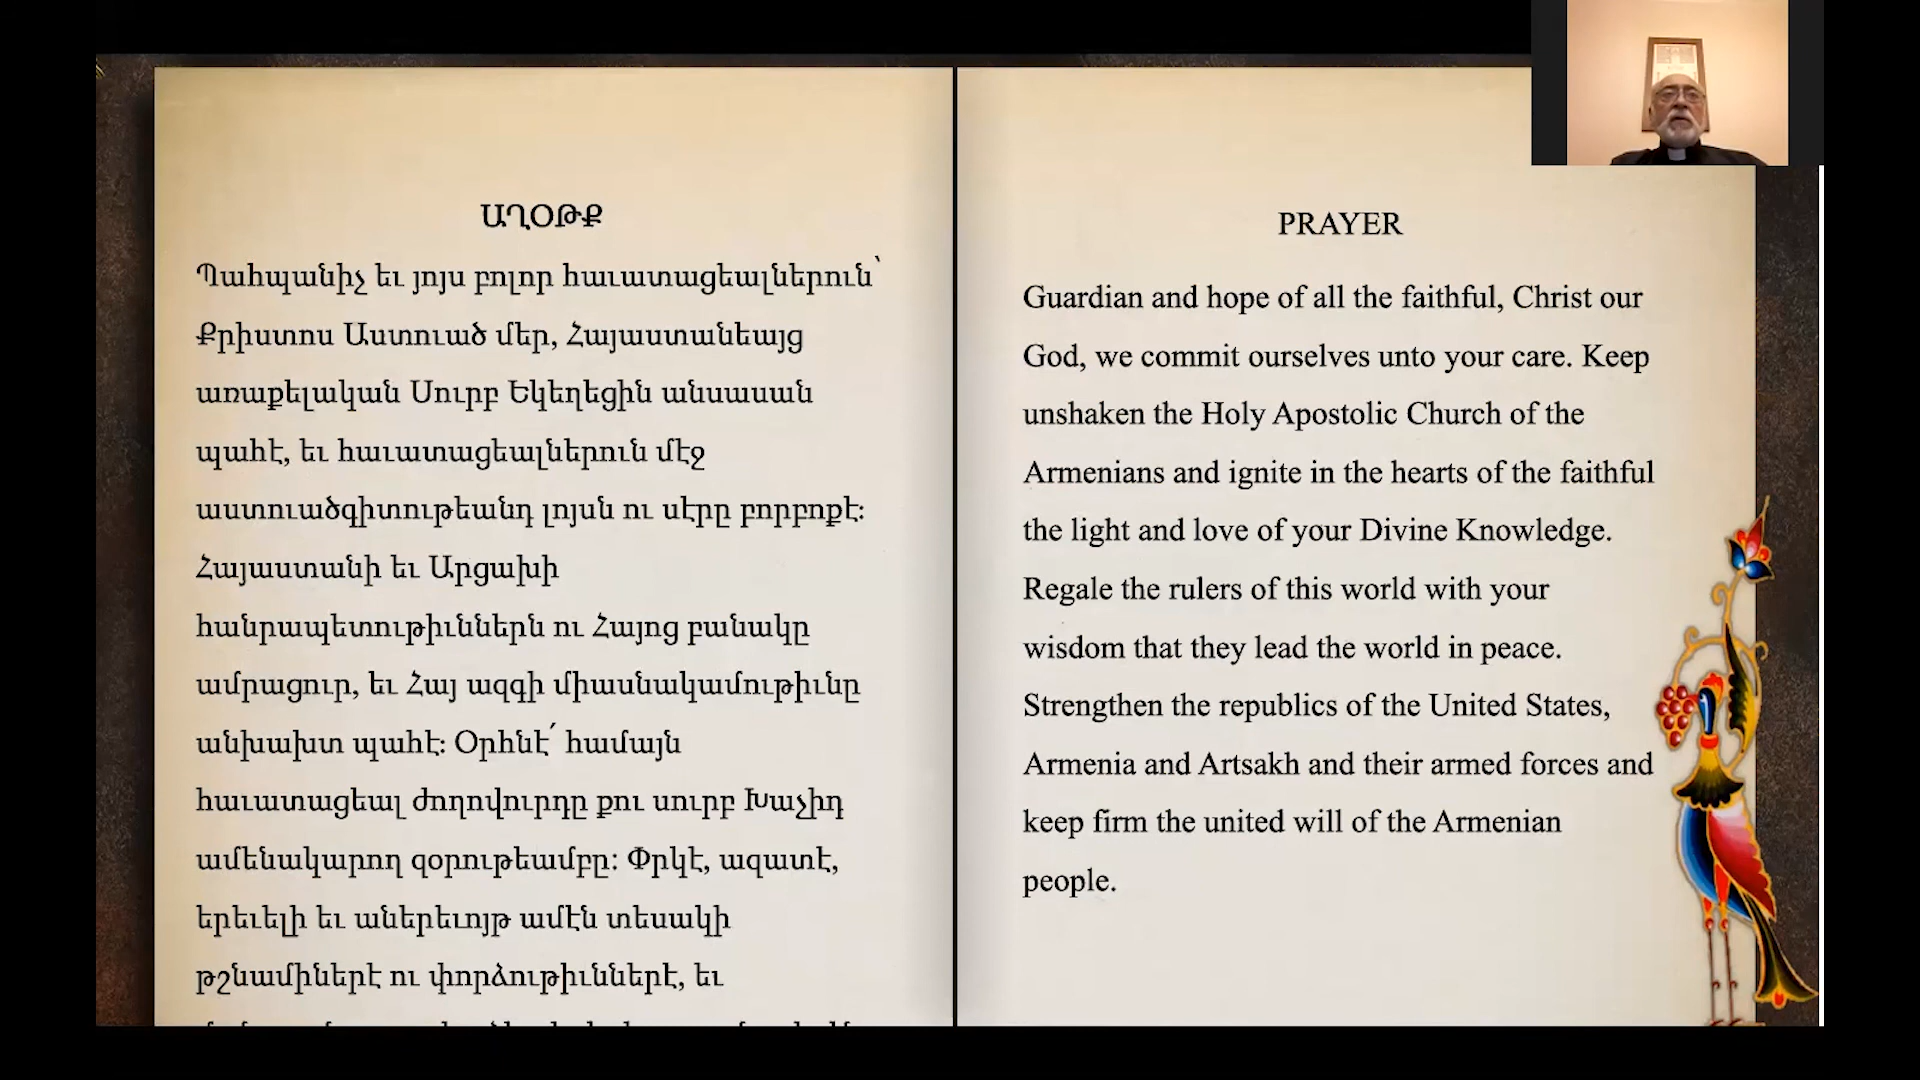 ԱՂՕԹՔ
Պահպանիչ եւ յոյս բոլոր հաւատացեալներուն՝
Քրիստոս Աստուած մեր, Հայաստանեայց
առաքելական Սուրբ Եկեղեցին անսասան
պահէ, եւ հաւատացեալներուն մէջ
աստուածգիտութեանդ լոյսն ու սէրը բորբոքէ։
Հայաստանի եւ Արցախի
հանրապետութիւններն ու Հայոց բանակը
ամրացուր, եւ Հայ ազգի միասնակամութիւնը
անխախտ պահէ։ Օրհնէ՛ համայն
հաւատացեալ ժողովուրդը քու սուրբ Խաչիդ
ամենակարող զօրութեամբը։ Փրկէ, ազատէ,
երեւելի եւ աներեւոյթ ամէն տեսակի
թշնամիներէ ու փորձութիւններէ, եւ
PRAYER
Guardian and hope of all the faithful, Christ our
God, we commit ourselves unto your care. Keep
unshaken the Holy Apostolic Church of the
Armenians and ignite in the hearts of the faithful
the light and love of your Divine Knowledge.
Regale the rulers of this world with your
wisdom that they lead the world in peace.
Strengthen the republics of the United States,
Armenia and Artsakh and their armed forces and
keep firm the united will of the Armenian
people.